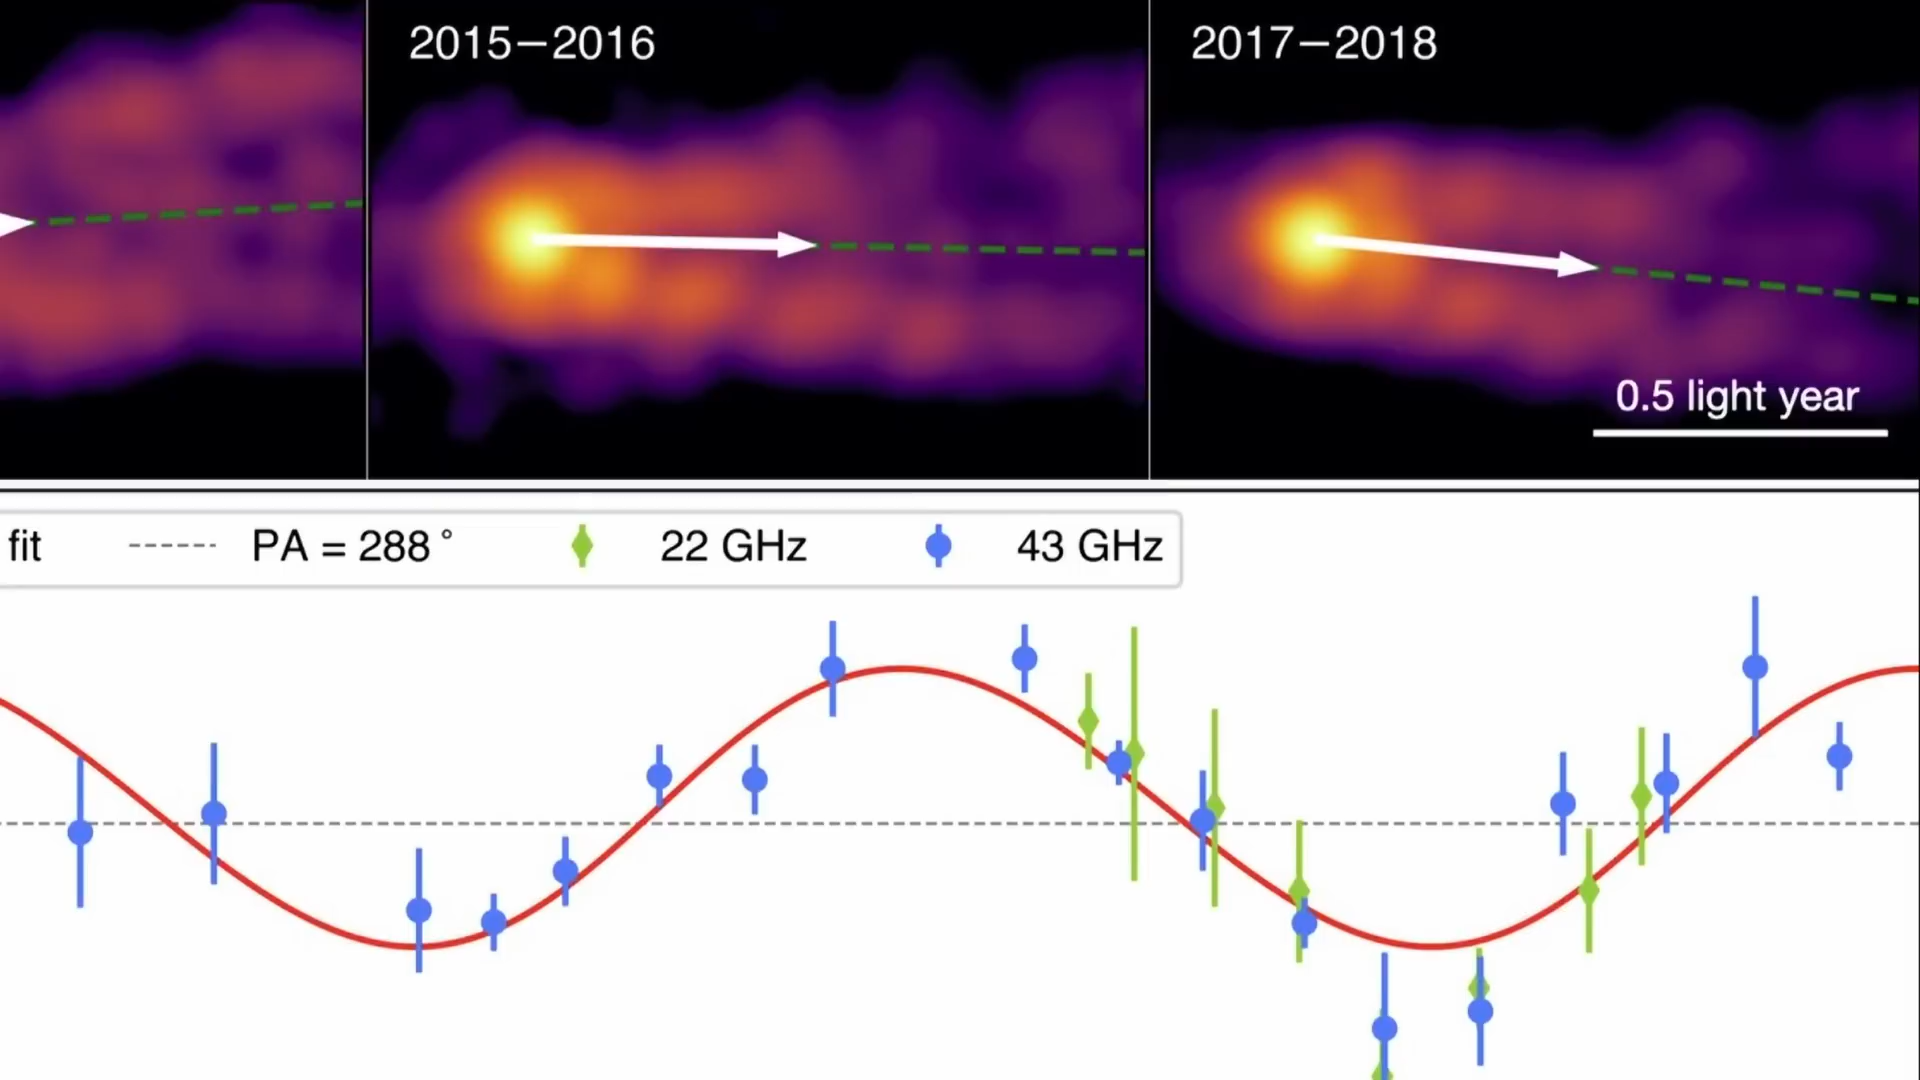 2015–2016
2017–2018
0.5 light year
fit
PA = 288°
22 GHz
43 GHz